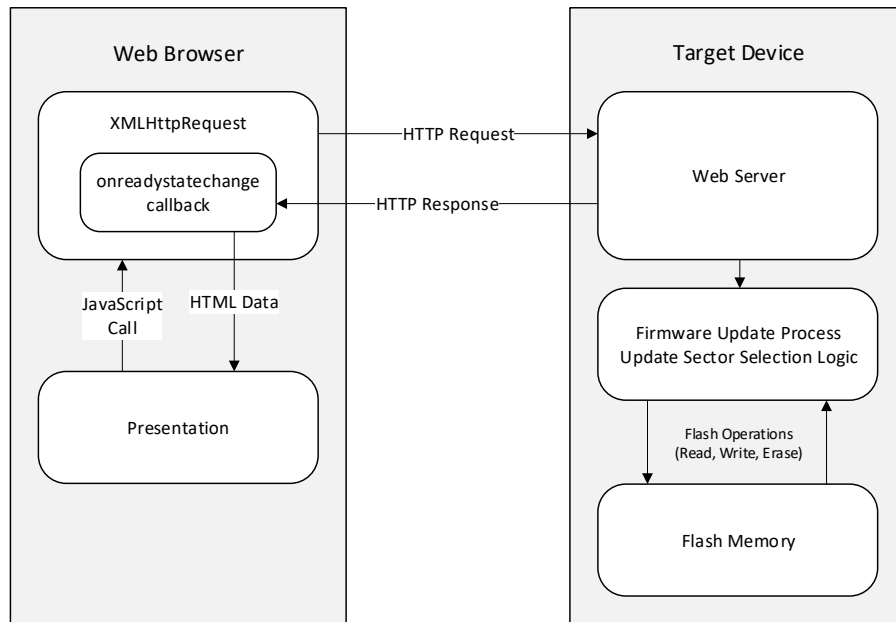 Web Browser
XMLHttpRequest
onreadystatechange
callback
JavaScript
Call
HTML Data
Presentation
HTTP Request
HTTP Response
Target Device
Web Server
Firmware Update Process
Update Sector Selection Logic
Flash Operations
(Read, Write, Erase)
Flash Memory